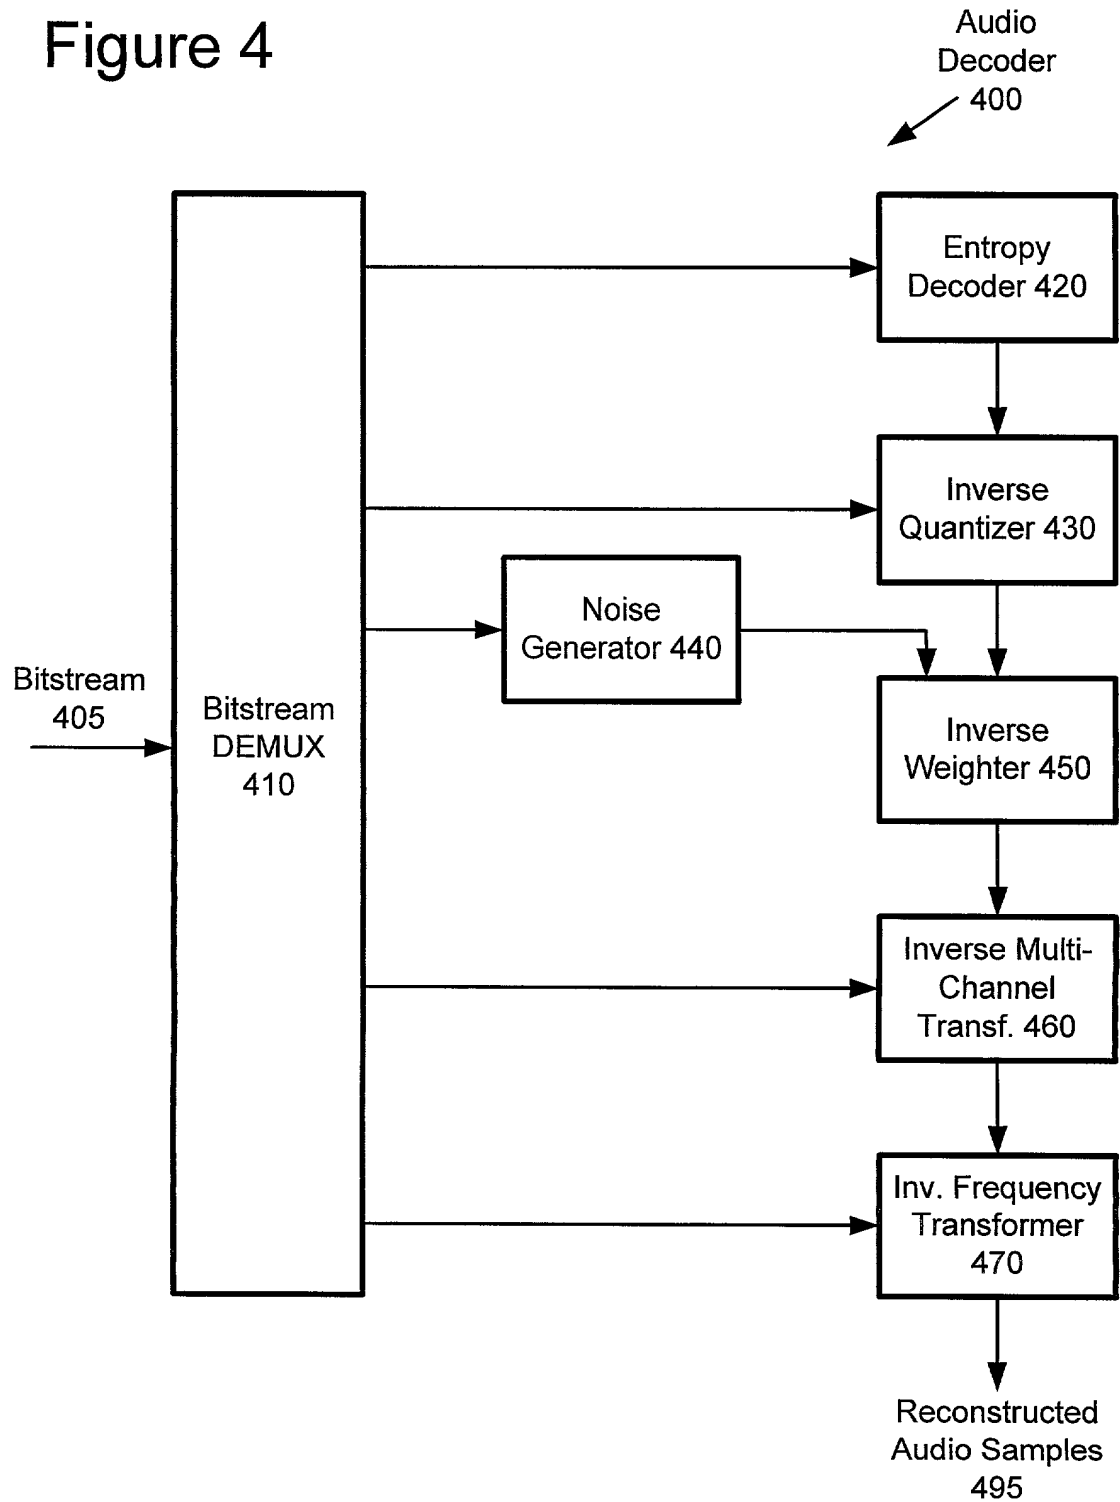 Figure 4
Audio
Decoder
400
Entropy
Decoder 420
Inverse
Quantizer 430
Noise
Generator 440
Bitstream
405
Bitstream
DEMUX
410
Inverse
Weighter 450
Inverse Multi-
Channel
Transf. 460
Inv. Frequency
Transformer
470
Reconstructed
Audio Samples
495